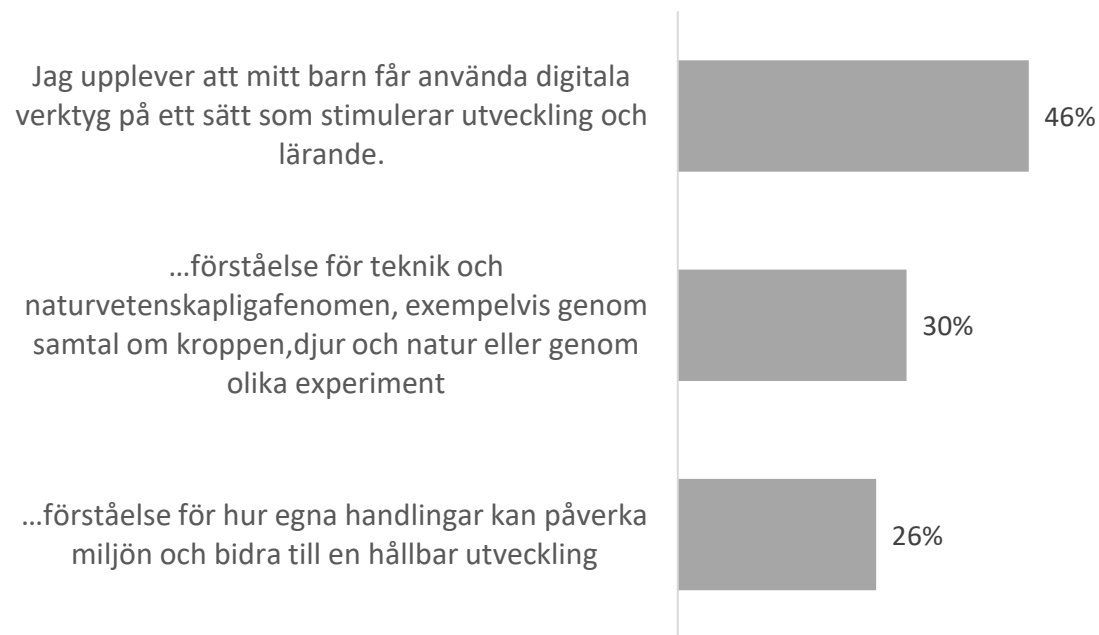 Jag upplever att mitt barn får använda digitala
verktyg på ett sätt som stimulerar utveckling och
lärande.
46%
…förståelse för teknik och
naturvetenskapligafenomen, exempelvis genom
samtal om kroppen,djur och natur eller genom
olika experiment
30%
…förståelse för hur egna handlingar kan påverka
miljön och bidra till en hållbar utveckling
26%